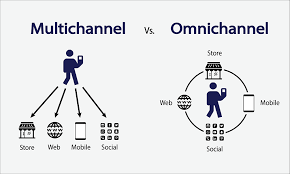 Multichannel Vs. Omnichannel
Store
Web Mobile
Store Web Mobile Social
Social